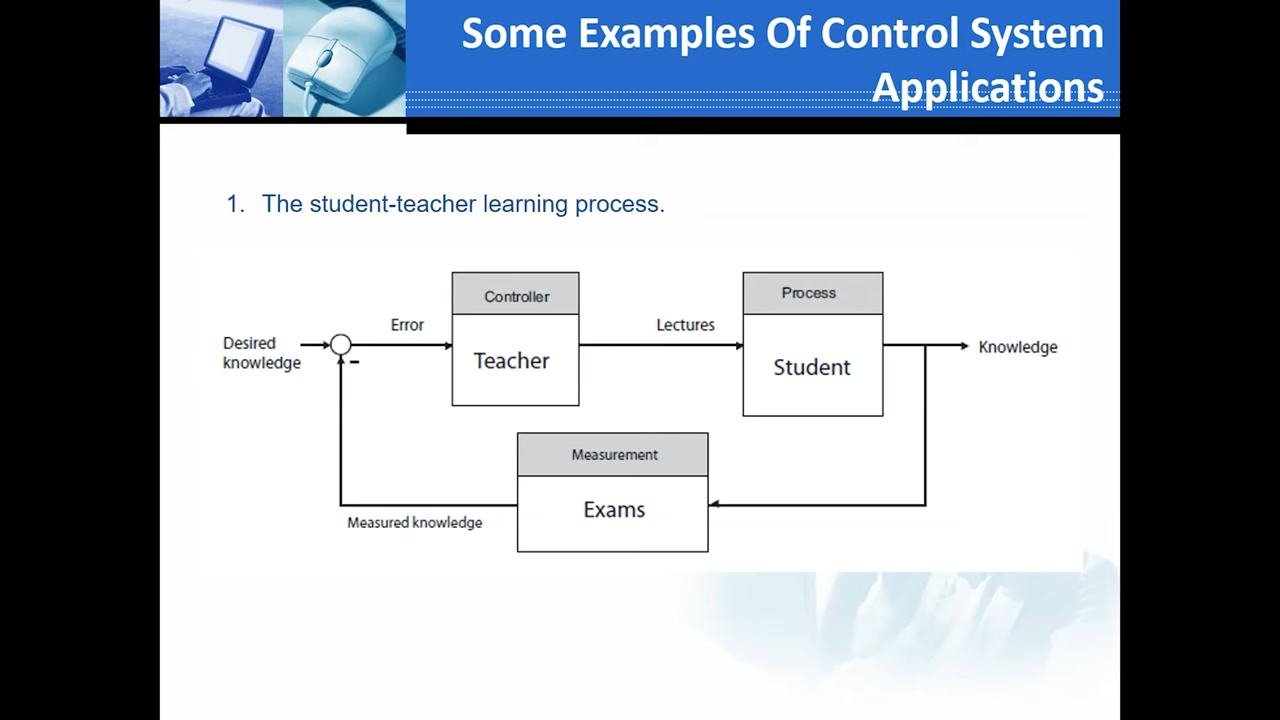 Some Examples Of Control System
Applications
1. The student-teacher learning process.
Controller
Process
Error
Lectures
Desired
knowledge
Teacher
Student
Knowledge
-
Measurement
Exams
Measured knowledge